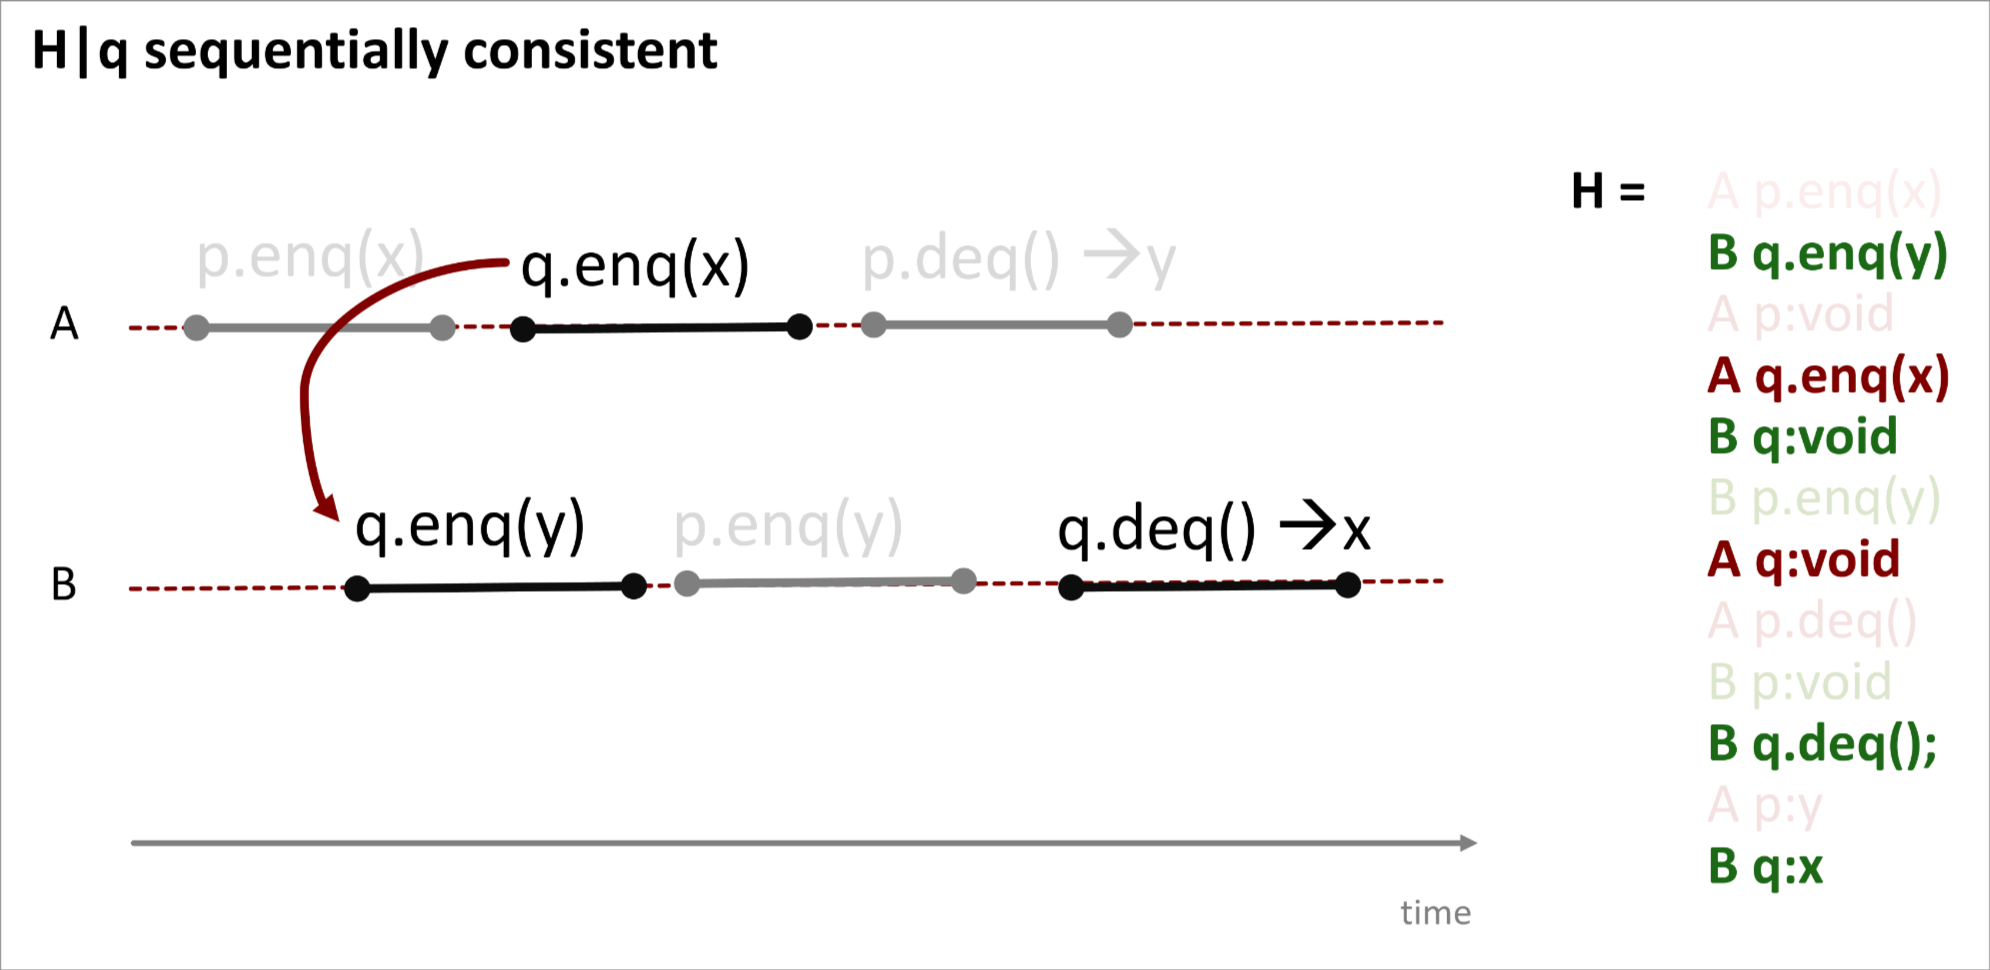 H|q sequentially consistent
H =
A p.enq(x)
B q.enq(y)
A p:void
A q.enq(x)
B q:void
B p.enq(y)
A q:void
A p.deq()
B p:void
B q.deq();
A p:y
B q:x
p.enq(x) q.enq(x) p.deq() →y
A
q.enq(y) p.enq(y) q.deq() →x
B
time